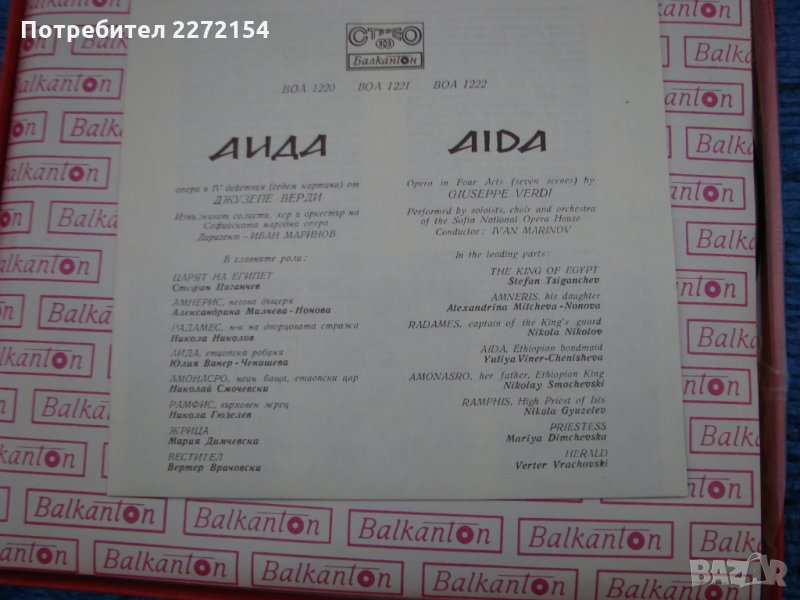 Потребител 2272154
СТЕРЕО
Балкантон
ВОА 1220 ВОА 1221 ВОА 1222
АИДА
опера в IV действия (седем картини) от
ДЖУЗЕПЕ ВЕРДИ
Изпълняват солисти, хор и оркестър на
Софийската народна опера
Диригент - ИВАН МАРИНОВ
В главните роли:
ЦАРЯТ НА ЕГИПЕТ
Стефан Циганчев
АМНЕРИС, негова дъщеря
Александрина Милчева-Нонова
РАДАМЕС, н-к на дворцовата стража
Никола Николов
АИДА, етиопска робиня
Юлия Винер-Ченишева
АМОНАСРО, неин баща, етиопски цар
Николай Смочевски
РАМФИС, върховен жрец
Никола Гюзелев
ЖРИЦА
Мария Димчевска
ВЕСТИТЕЛ
Вертер Врачовски
AIDA
Opera in Four Acts (seven scenes) by
GIUSEPPE VERDI
Performed by soloists, choir and orchestra
of the Sofia National Opera House
Conductor: IVAN MARINOV
In the leading parts:
THE KING OF EGYPT
Stefan Tsiganchev
AMNERIS, his daughter
Alexandrina Milcheva-Nonova
RADAMES, captain of the King's guard
Nikola Nikolov
AIDA, Ethiopian bondmaid
Yuliya Viner-Chenisheva
AMONASRO, her father, Ethiopian King
Nikolay Smochevski
RAMPHIS, High Priest of Isis
Nikola Gyuzelev
PRIESTESS
Mariya Dimchevska
HERALD
Verter Vrachovski
Balkanton
Balkanton
Balkanton
Balkanton
Balkanton
Balkanton
BAZAR